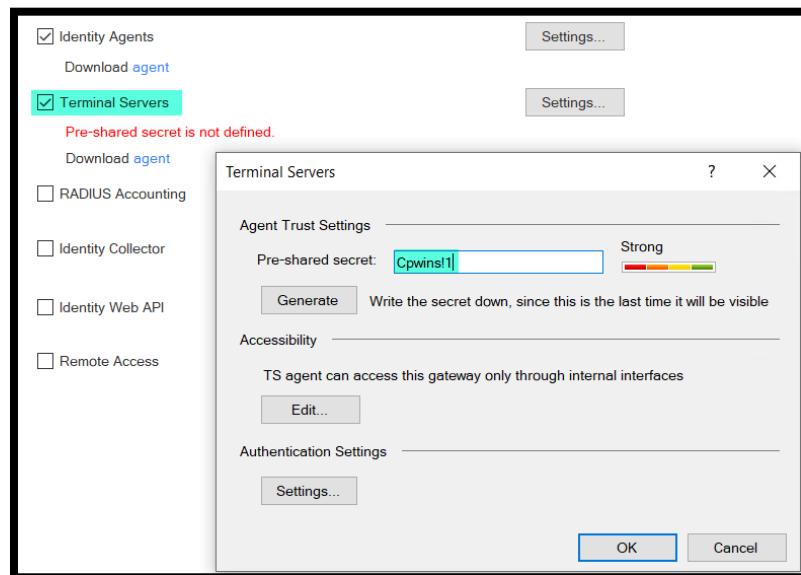 Identity Agents
Settings...
Download agent
Terminal Servers
Settings...
Pre-shared secret is not defined.
Download agent
RADIUS Accounting
Identity Collector
Identity Web API
Remote Access
Terminal Servers
?
Agent Trust Settings
Pre-shared secret: Cpwins!1
Strong
Generate Write the secret down, since this is the last time it will be visible
Accessibility
TS agent can access this gateway only through internal interfaces
Edit...
Authentication Settings
Settings...
OK Cancel